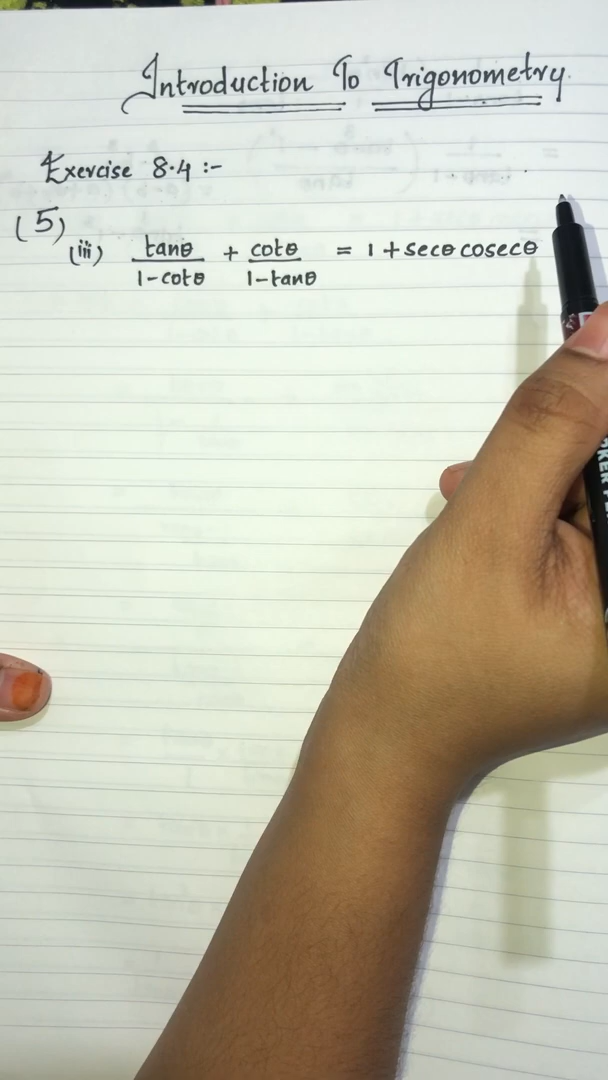 Introduction To Trigonometry.
Exercise 8.4 :-
(5)
(iii) tanθ/1-cotθ + cotθ/1-tanθ = 1+secθ cosecθ